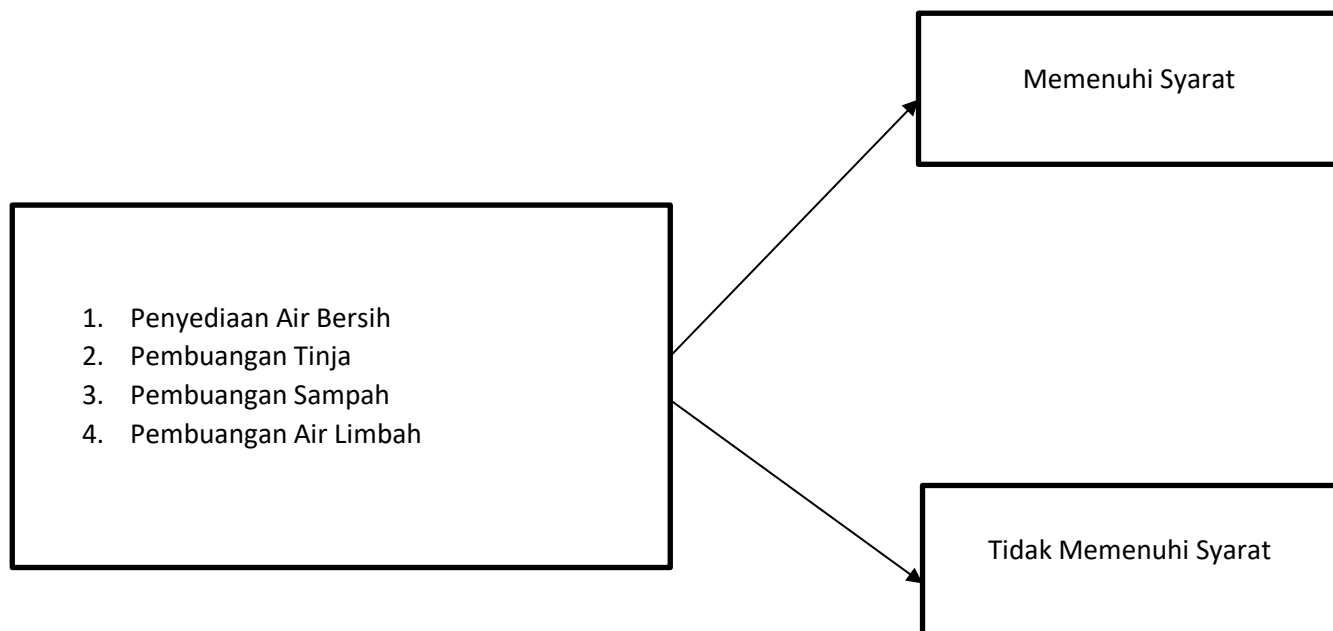 Memenuhi Syarat
1. Penyediaan Air Bersih
2. Pembuangan Tinja
3. Pembuangan Sampah
4. Pembuangan Air Limbah
Tidak Memenuhi Syarat